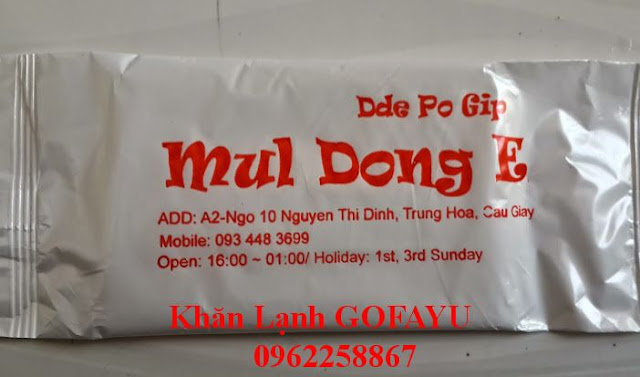 Dde Po Gip
Mul Dong E
ADD: A2-Ngo 10 Nguyen Thi Dinh, Trung Hoa, Cau Giay
Mobile: 093 448 3699
Open: 16:00 ~ 01:00/ Holiday: 1st, 3rd Sunday
Khăn Lạnh GOFAYU
0962258867